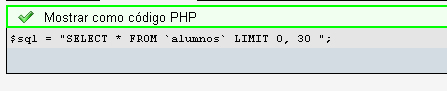 Mostrar como código PHP
$sql = "SELECT * FROM `alumnos` LIMIT 0, 30 ";